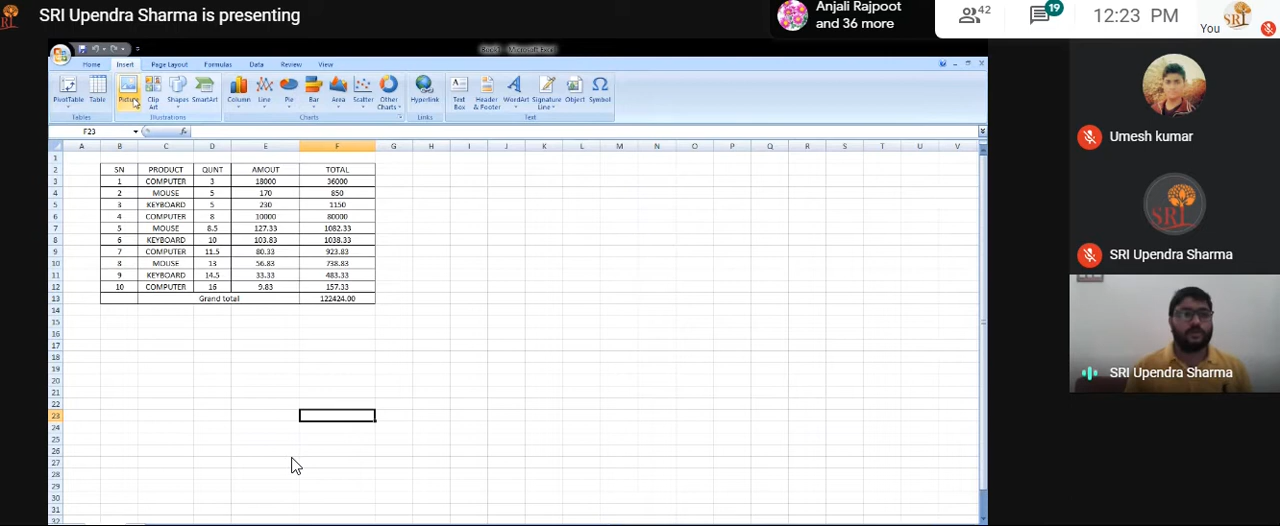 SRI Upendra Sharma is presenting
Anjali Rajpoot
and 36 more
42
19
12:23 PM
You
Book1 - Microsoft Excel
Home Insert Page Layout Formulas Data Review View
PivotTable Table Picture Clip Art Shapes SmartArt Column Line Pie Bar Area Scatter Other Charts Hyperlink Text Box Header & Footer WordArt Signature Line Object Symbol
Tables Illustrations Charts Links Text
F23 fx
A B C D E F G H I J K L M N O P Q R S T U V
1
2 SN PRODUCT QUNT AMOUT TOTAL
3 1 COMPUTER 3 18000 36000
4 2 MOUSE 5 170 850
5 3 KEYBOARD 5 230 1150
6 4 COMPUTER 8 10000 80000
7 5 MOUSE 8.5 127.33 1082.33
8 6 KEYBOARD 10 103.83 1038.33
9 7 COMPUTER 11.5 80.33 923.83
10 8 MOUSE 13 56.83 738.83
11 9 KEYBOARD 14.5 33.33 483.33
12 10 COMPUTER 16 9.83 157.33
13 Grand total 122424.00
14
15
16
17
18
19
20
21
22
23
24
25
26
27
28
29
30
31
32
Umesh kumar
SRI
SRI Upendra Sharma
SRI Upendra Sharma